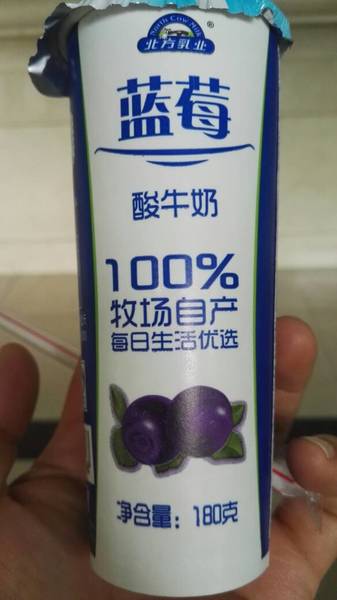 North Cow Milk
北方乳业
蓝莓
酸牛奶
100%
牧场自产
每日生活优选
净含量：180克